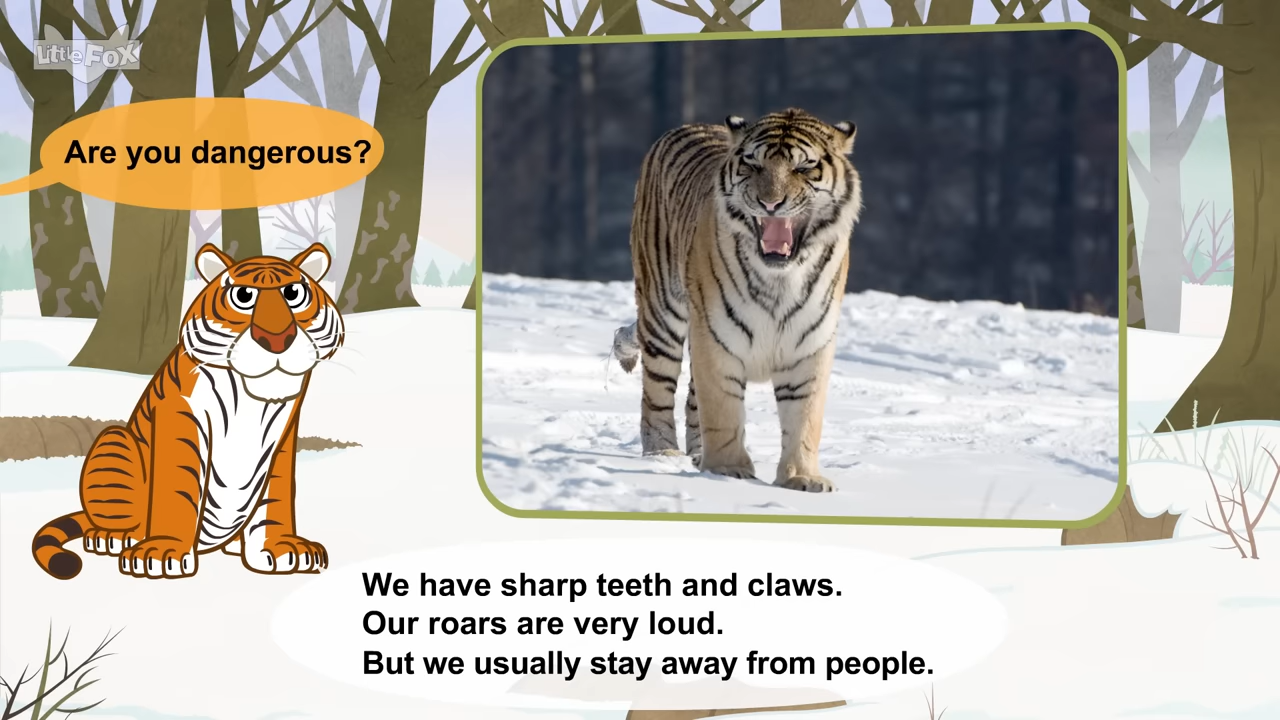 Little Fox
Are you dangerous?
We have sharp teeth and claws.
Our roars are very loud.
But we usually stay away from people.